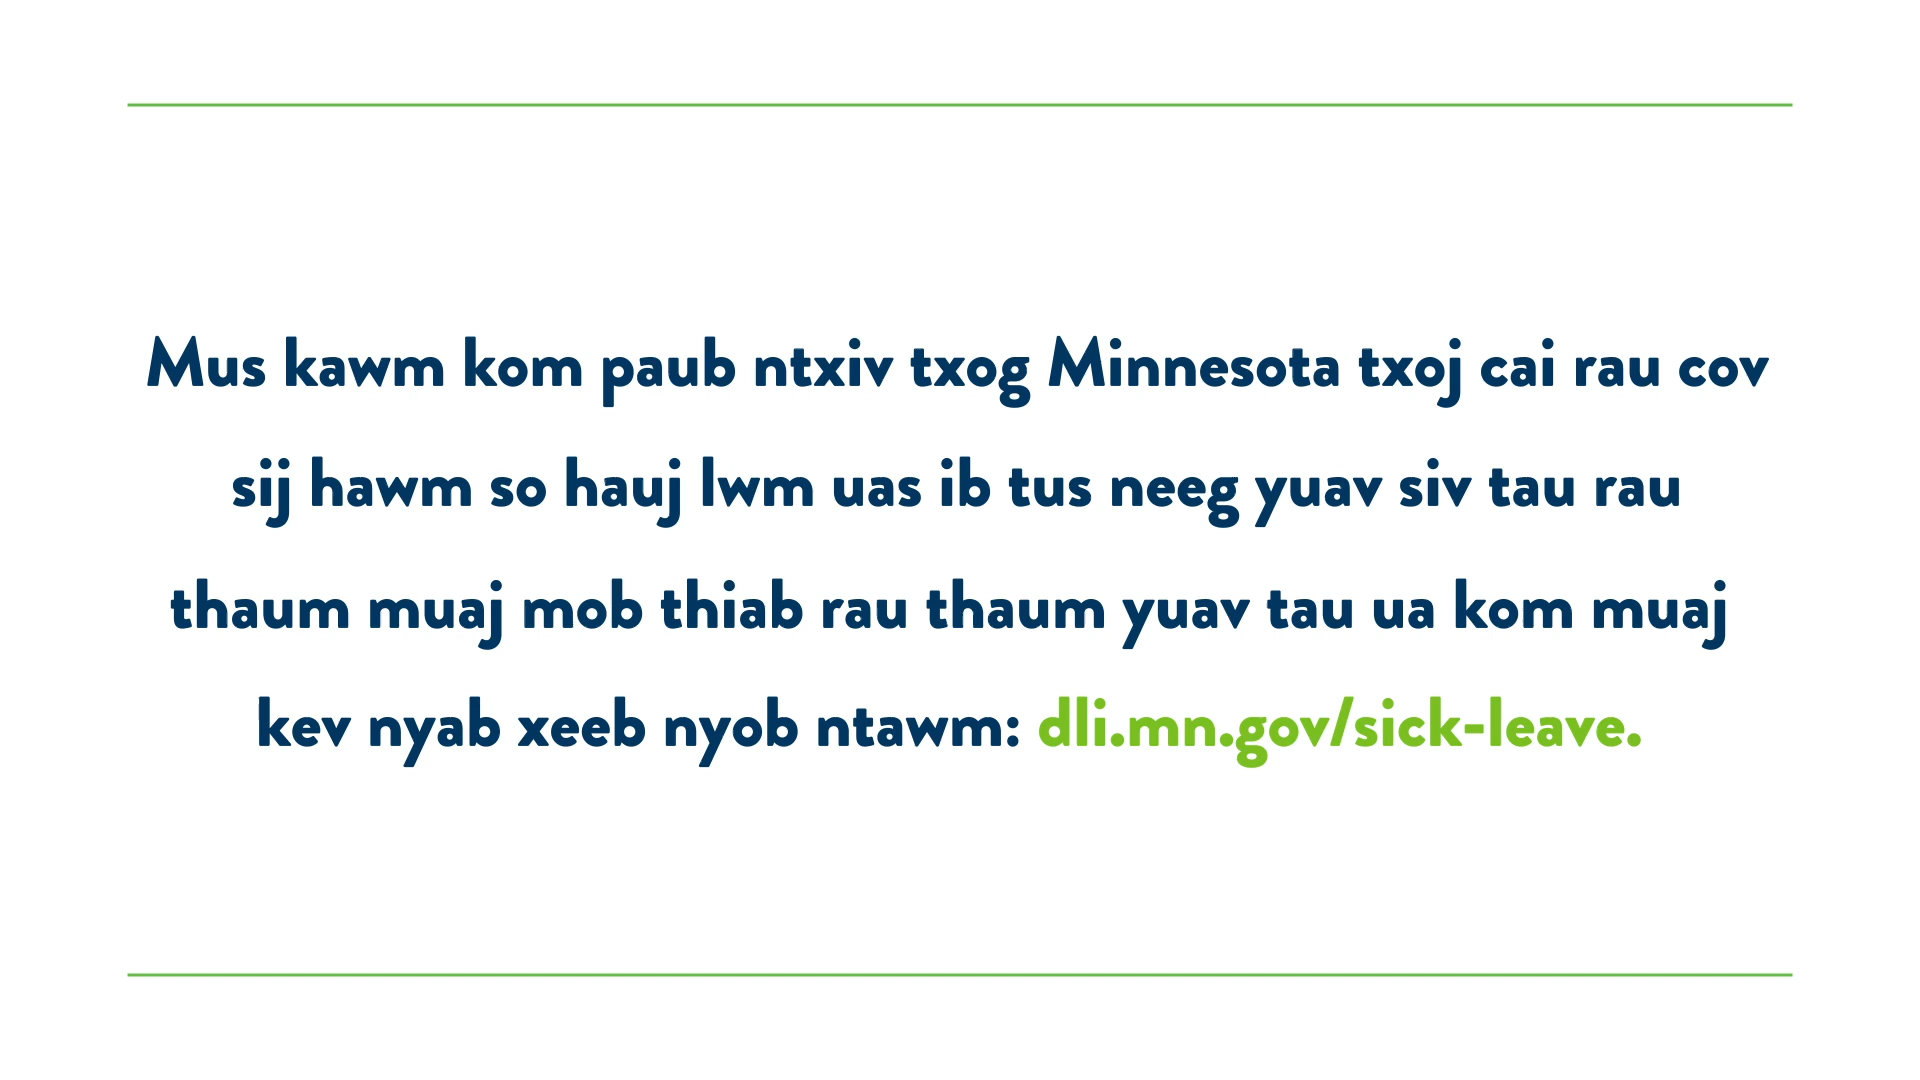 Mus kawm kom paub ntxiv txog Minnesota txoj cai rau cov
sij hawm so hauj lwm uas ib tus neeg yuav siv tau rau
thaum muaj mob thiab rau thaum yuav tau ua kom muaj
kev nyab xeeb nyob ntawm: dli.mn.gov/sick-leave.